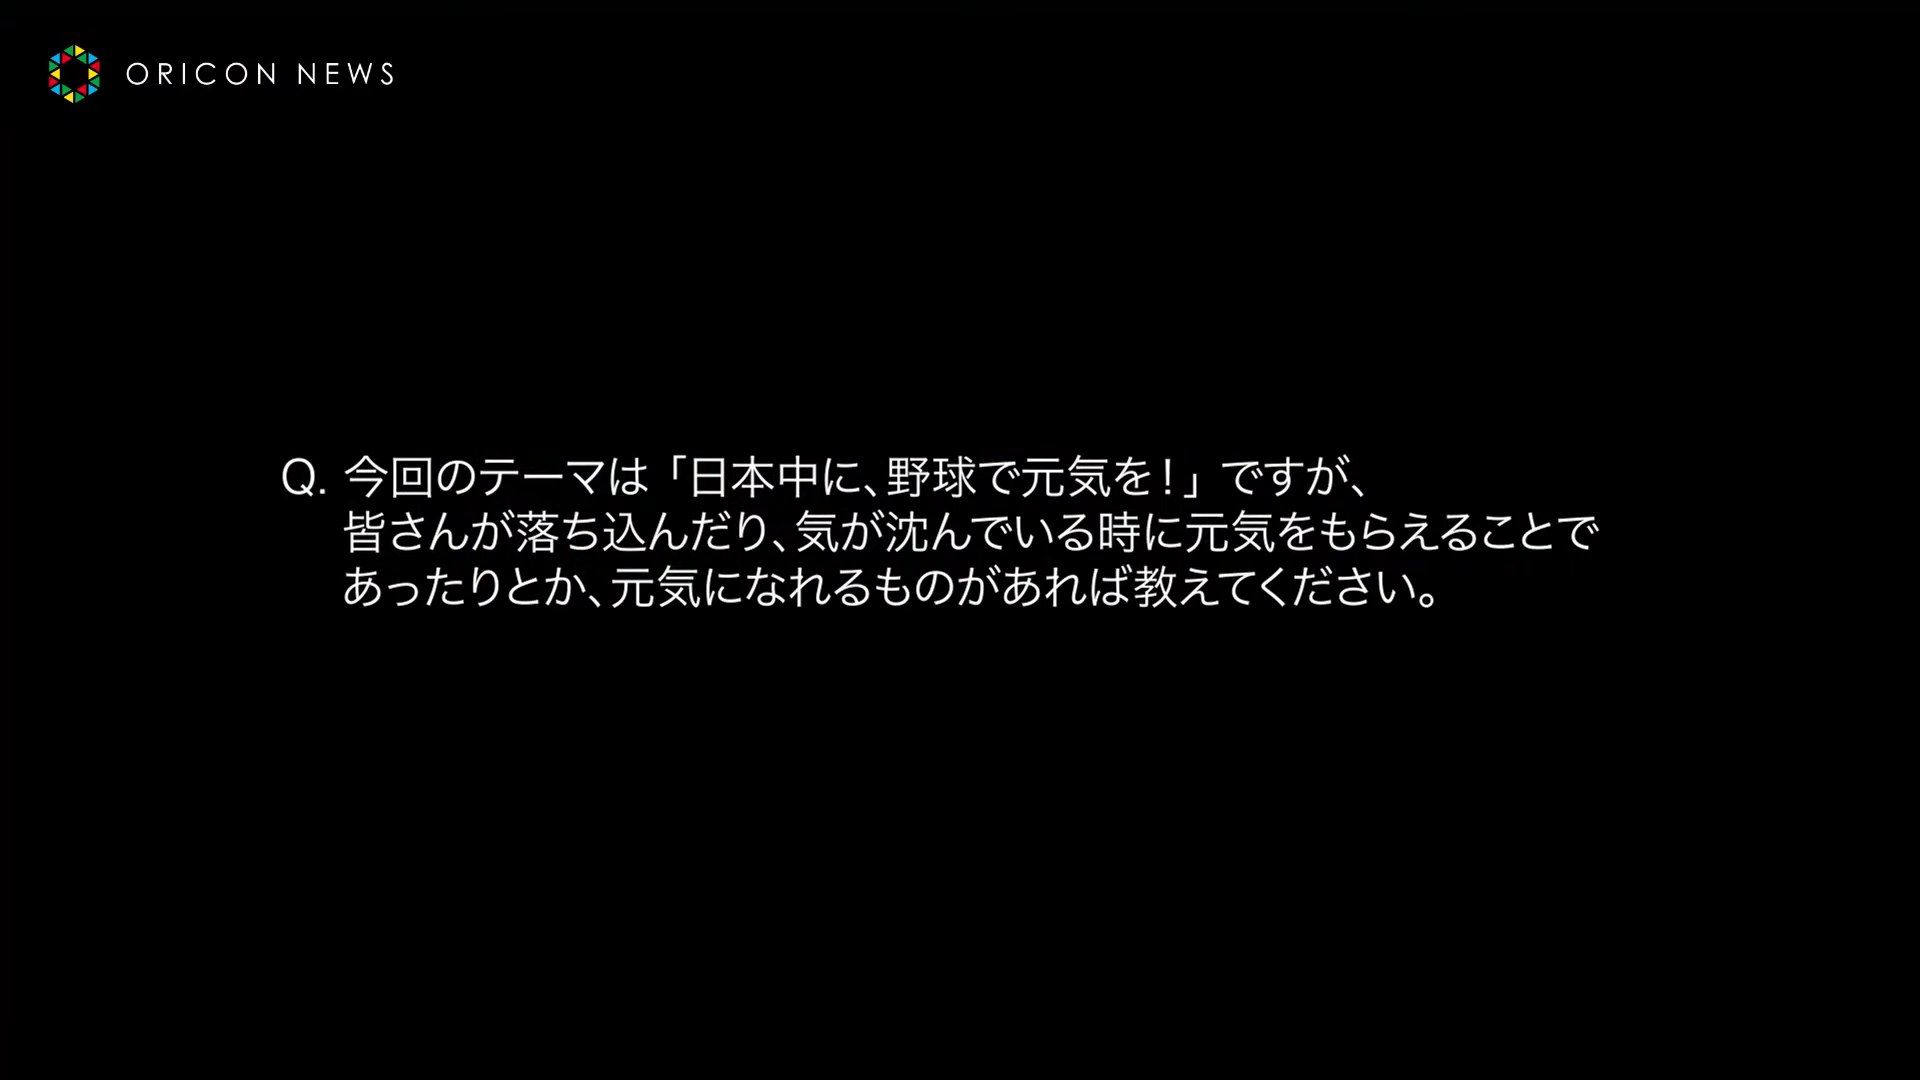 ORICON NEWS
Q. 今回のテーマは「日本中に、野球で元気を!」ですが、
皆さんが落ち込んだり、気が沈んでいる時に元気をもらえることで
あったりとか、元気になれるものがあれば教えてください。